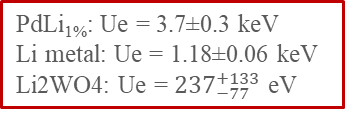 PdLi₁%: Ue = 3.7±0.3 keV
Li metal: Ue = 1.18±0.06 keV
Li2WO4: Ue = 237⁺¹³³₋₇₇ eV